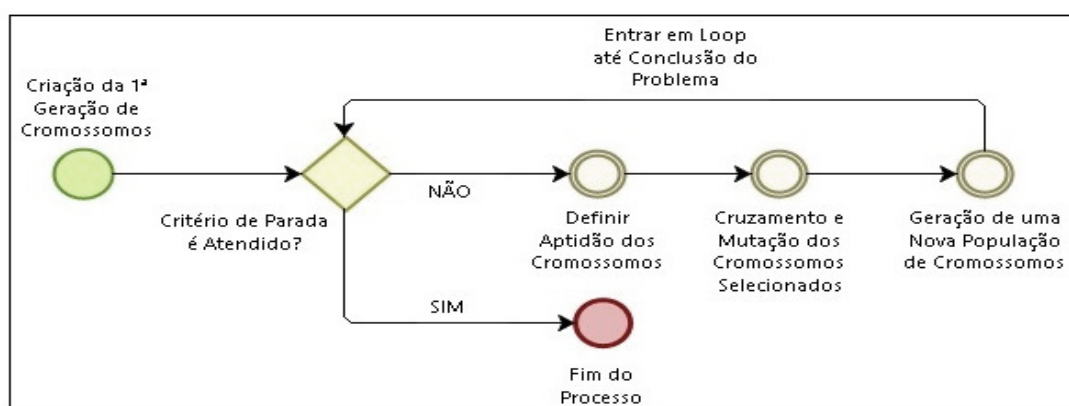 Entrar em Loop
até Conclusão do
Problema
Criação da 1ª
Geração de
Cromossomos
NÃO
Critério de Parada
é Atendido?
Definir
Aptidão dos
Cromossomos
Cruzamento e
Mutação dos
Cromossomos
Selecionados
Geração de uma
Nova População
de Cromossomos
SIM
Fim do
Processo